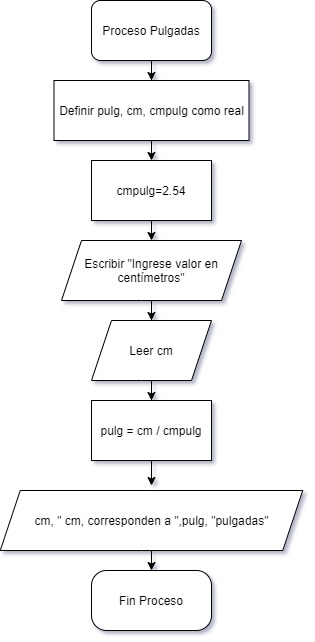 Proceso Pulgadas
Definir pulg, cm, cmpulg como real
cmpulg=2.54
Escribir "Ingrese valor en
centímetros"
Leer cm
pulg = cm / cmpulg
cm, " cm, corresponden a ",pulg, "pulgadas"
Fin Proceso